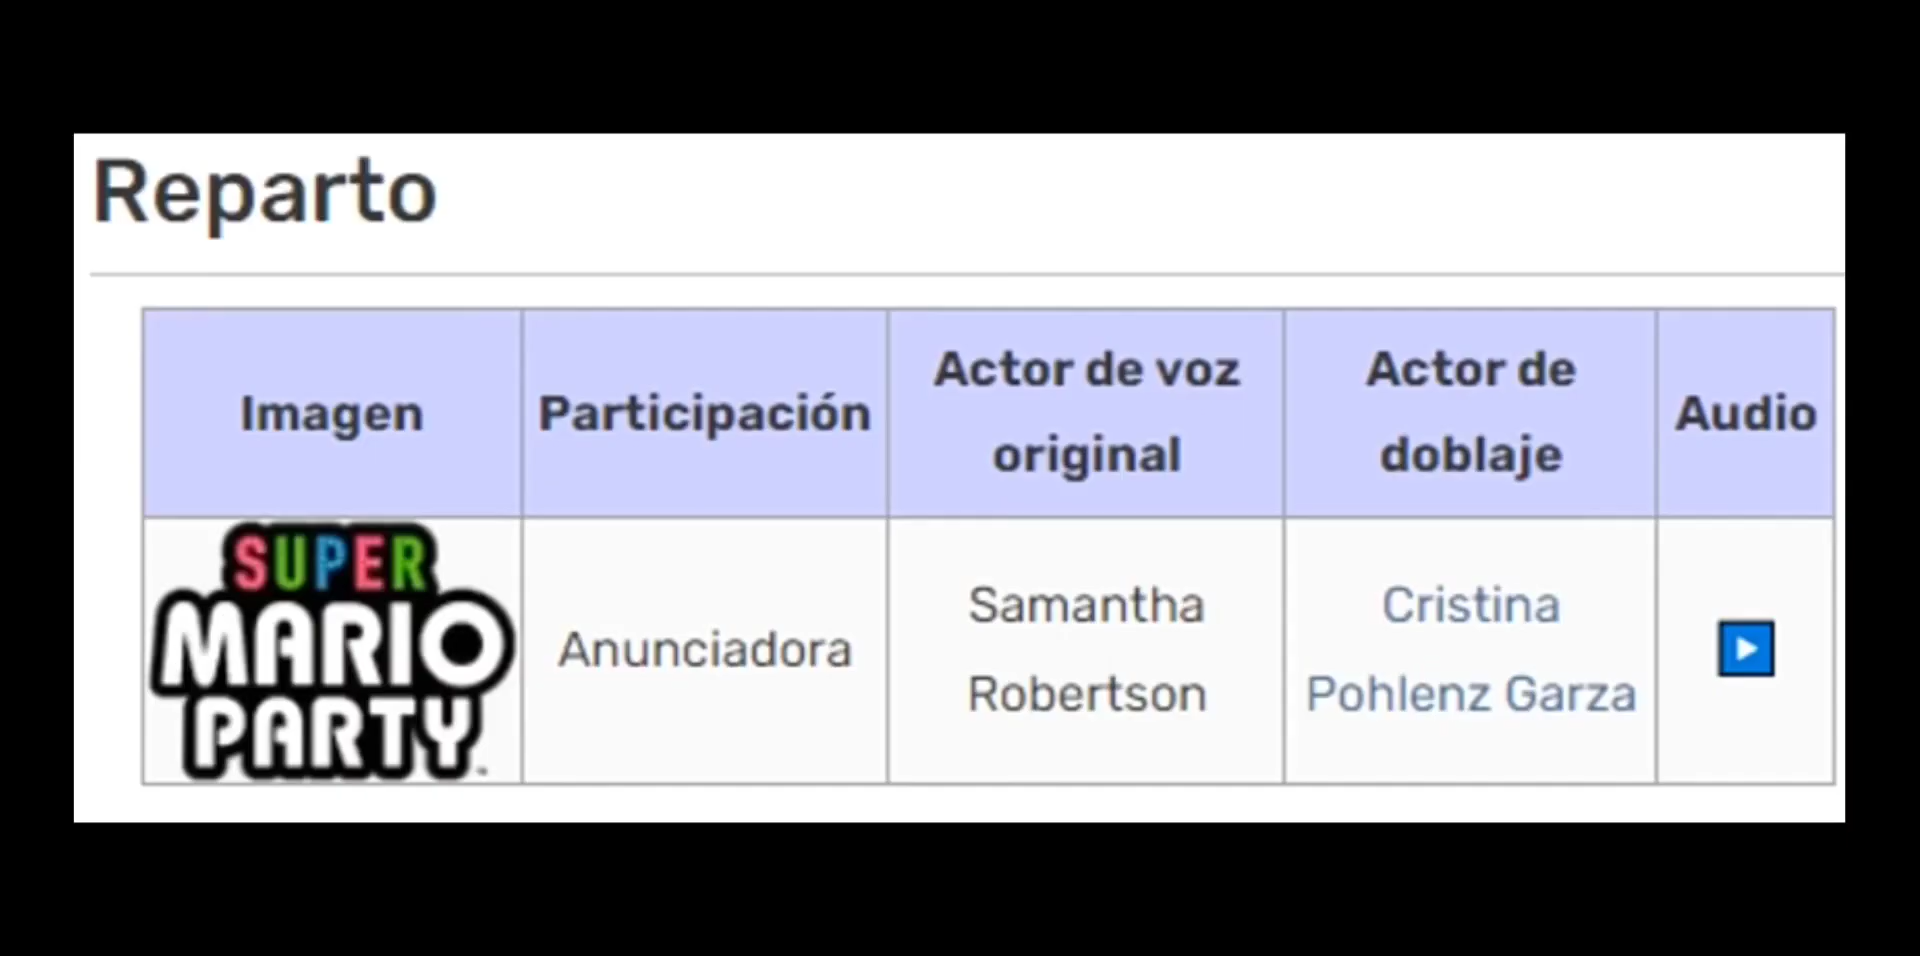 Reparto
Imagen
Participación
Actor de voz
original
Actor de
doblaje
Audio
SUPER
MARIO
PARTY
Anunciadora
Samantha
Robertson
Cristina
Pohlenz Garza